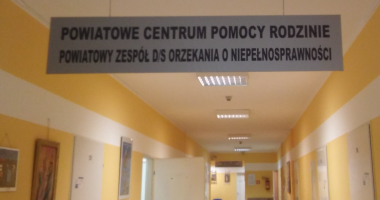 POWIATOWE CENTRUM POMOCY RODZINIE
POWIATOWY ZESPÓŁ D/S ORZEKANIA O NIEPEŁNOSPRAWNOŚCI